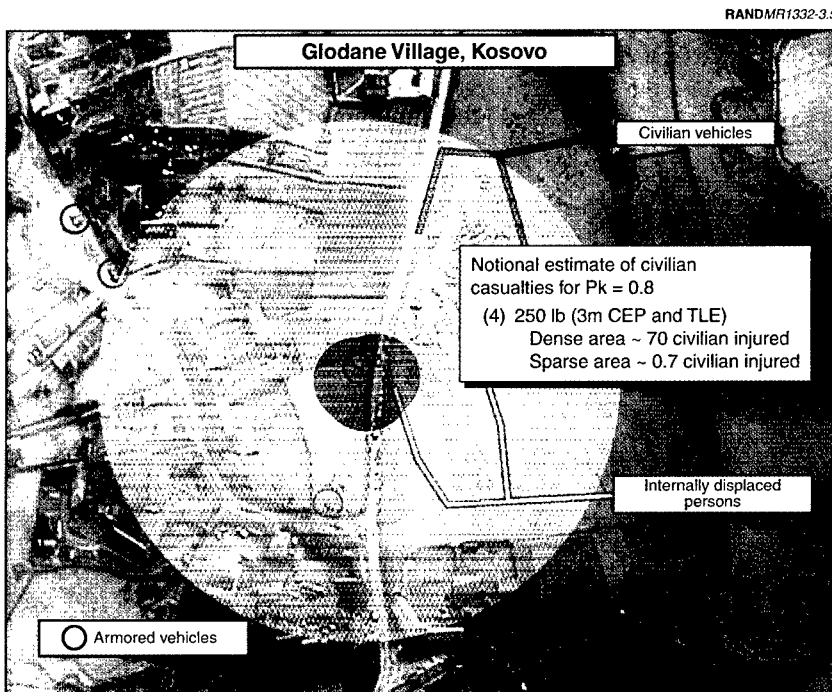 RANDMR1332-3.5
Glodane Village, Kosovo
Civilian vehicles
Notional estimate of civilian
casualties for Pk = 0.8
(4) 250 lb (3m CEP and TLE)
Dense area ~ 70 civilian injured
Sparse area ~ 0.7 civilian injured
Internally displaced
persons
Armored vehicles